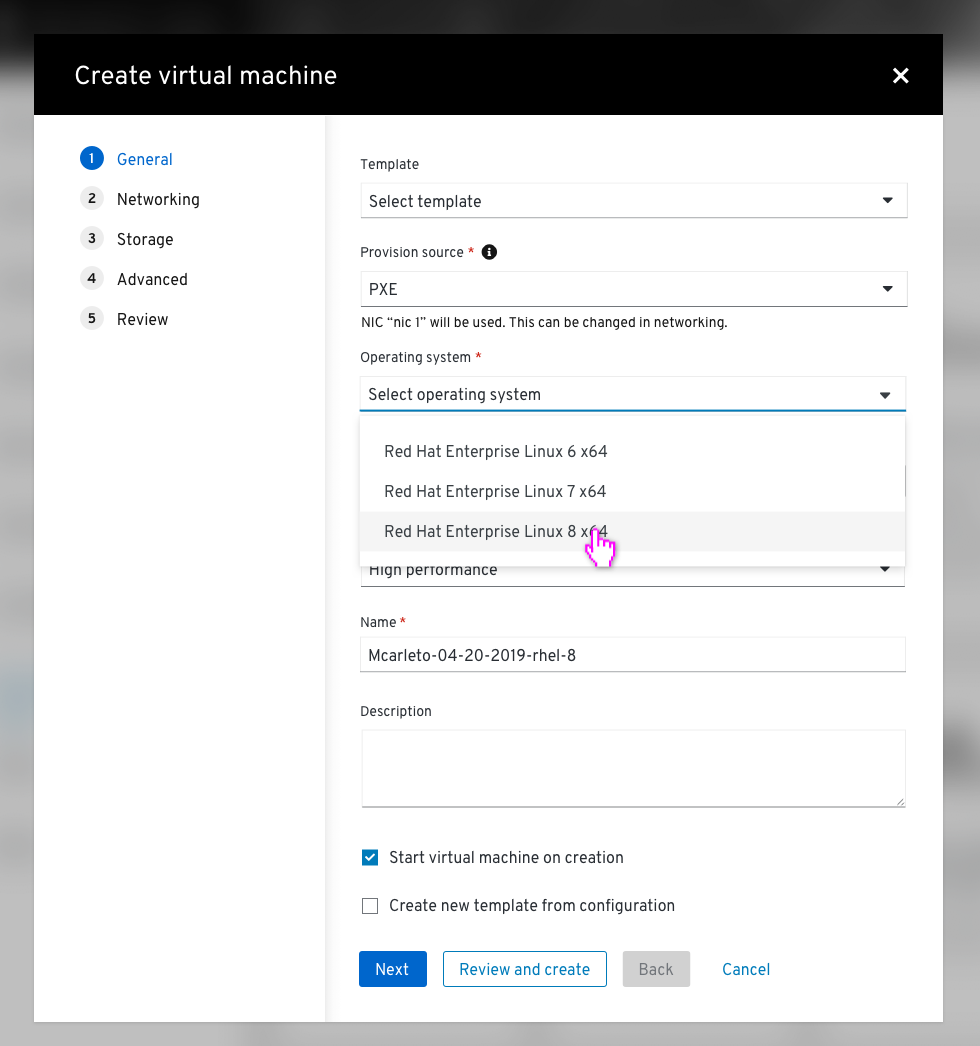 Create virtual machine
1 General
2 Networking
3 Storage
4 Advanced
5 Review
Template
Select template
Provision source *
PXE
NIC “nic 1” will be used. This can be changed in networking.
Operating system *
Select operating system
Red Hat Enterprise Linux 6 x64
Red Hat Enterprise Linux 7 x64
Red Hat Enterprise Linux 8 x64
High performance
Name *
Mcarleto-04-20-2019-rhel-8
Description
Start virtual machine on creation
Create new template from configuration
Next
Review and create
Back
Cancel